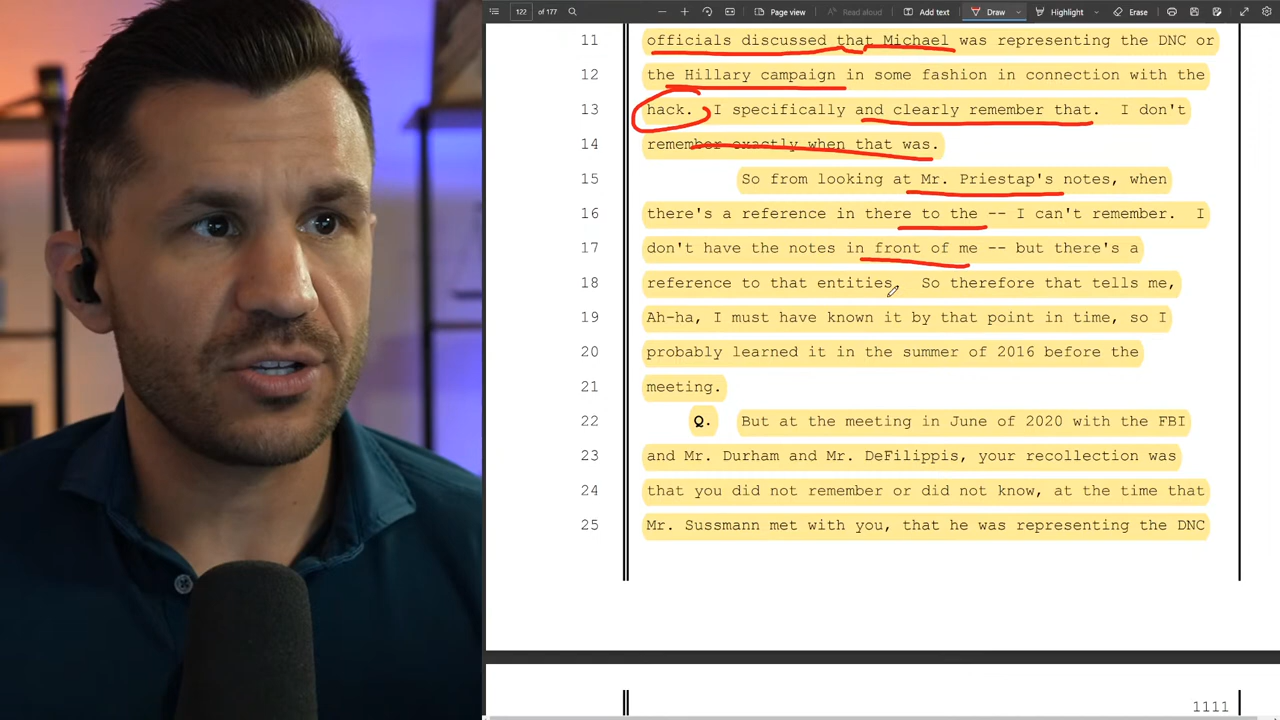 122 of 177 Page view Read aloud Add text Draw Highlight Erase
11 officials discussed that Michael was representing the DNC or
12 the Hillary campaign in some fashion in connection with the
13 hack. I specifically and clearly remember that. I don't
14 remember exactly when that was.
15 So from looking at Mr. Priestap's notes, when
16 there's a reference in there to the -- I can't remember. I
17 don't have the notes in front of me -- but there's a
18 reference to that entities. So therefore that tells me,
19 Ah-ha, I must have known it by that point in time, so I
20 probably learned it in the summer of 2016 before the
21 meeting.
22 Q. But at the meeting in June of 2020 with the FBI
23 and Mr. Durham and Mr. DeFilippis, your recollection was
24 that you did not remember or did not know, at the time that
25 Mr. Sussmann met with you, that he was representing the DNC
1111